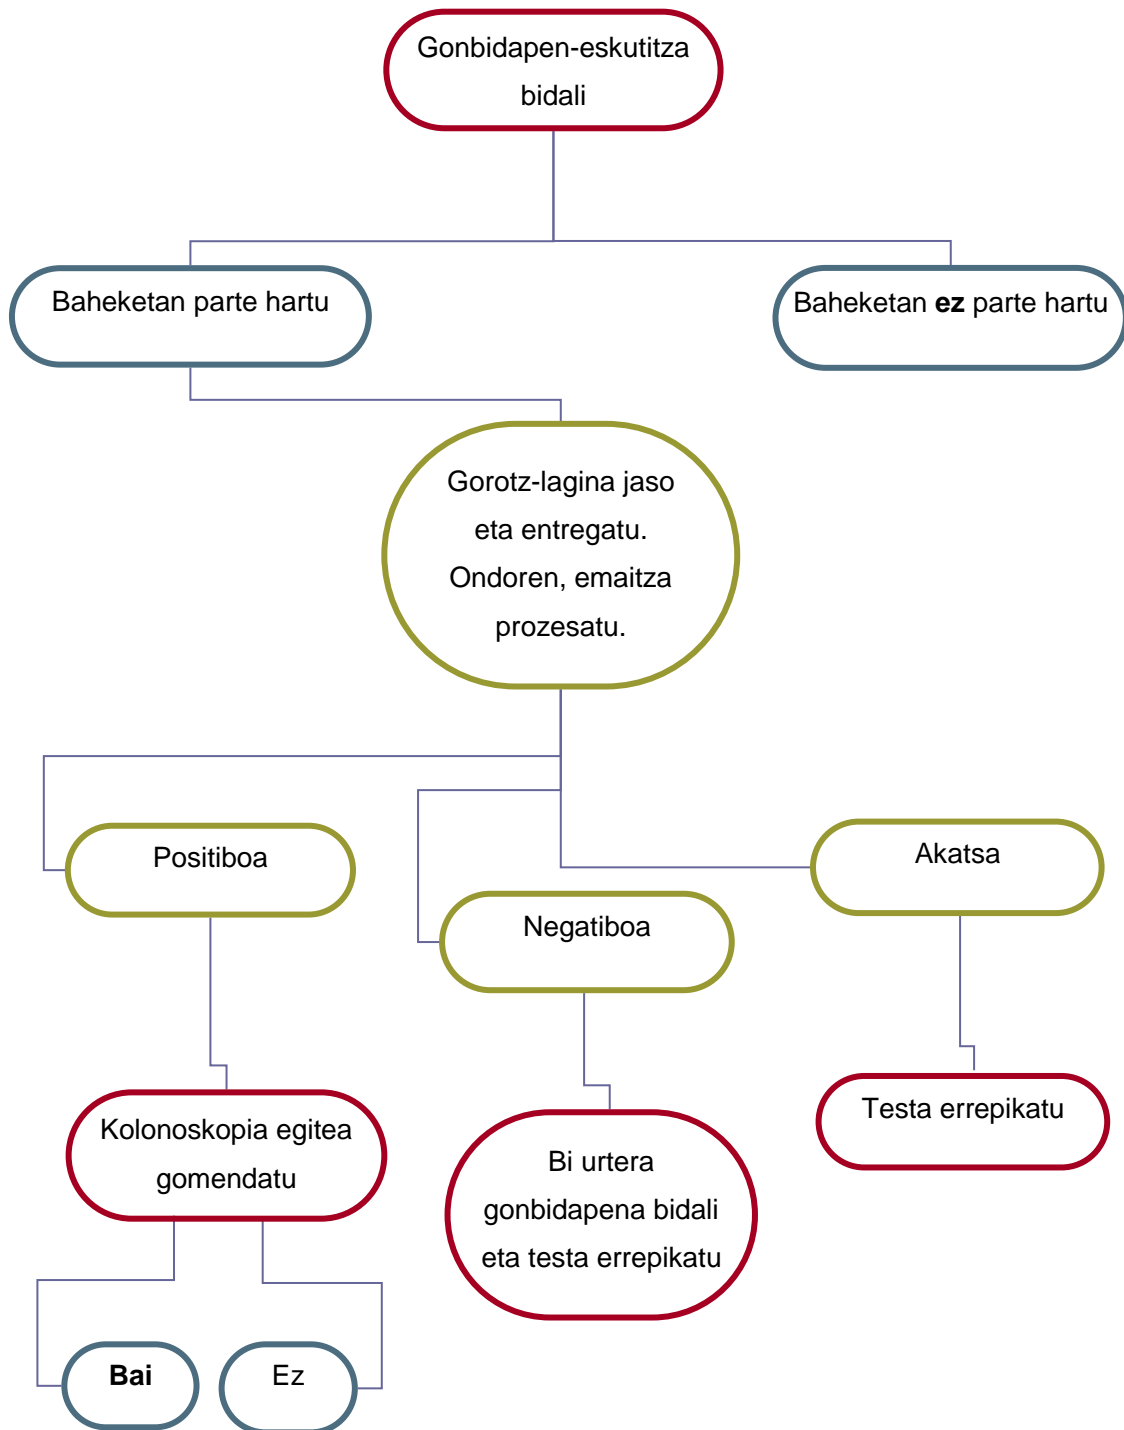 Gonbidapen-eskutitza
bidali
Baheketan parte hartu
Baheketan ez parte hartu
Gorotz-lagina jaso
eta entregatu.
Ondoren, emaitza
prozesatu.
Positiboa
Negatiboa
Akatsa
Kolonoskopia egitea
gomendatu
Bi urtera
gonbidapena bidali
eta testa errepikatu
Testa errepikatu
Bai
Ez